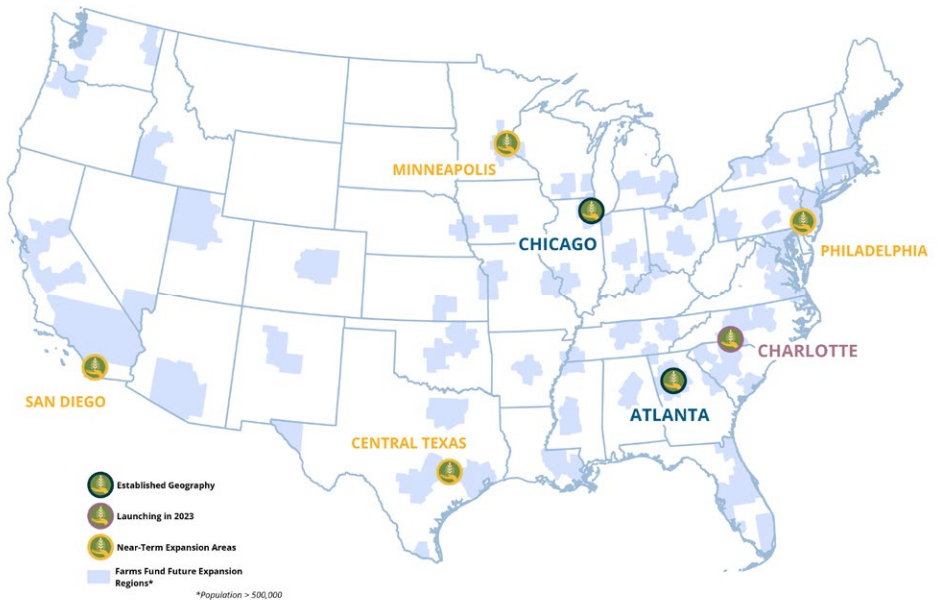 MINNEAPOLIS
CHICAGO
PHILADELPHIA
CHARLOTTE
SAN DIEGO
ATLANTA
CENTRAL TEXAS
Established Geography
Launching in 2023
Near-Term Expansion Areas
Farms Fund Future Expansion
Regions*
*Population > 500,000